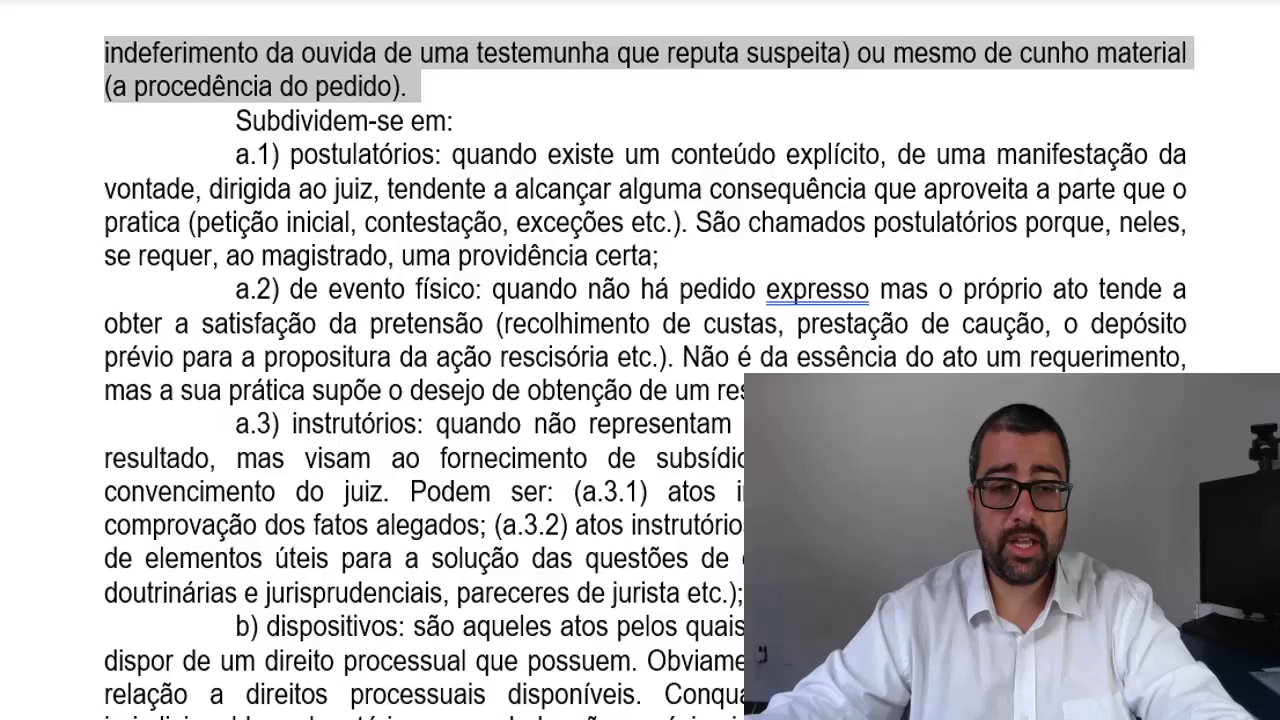 indeferimento da ouvida de uma testemunha que reputa suspeita) ou mesmo de cunho material
(a procedência do pedido).
Subdividem-se em:
a.1) postulatórios: quando existe um conteúdo explícito, de uma manifestação da
vontade, dirigida ao juiz, tendente a alcançar alguma consequência que aproveita a parte que o
pratica (petição inicial, contestação, exceções etc.). São chamados postulatórios porque, neles,
se requer, ao magistrado, uma providência certa;
a.2) de evento físico: quando não há pedido expresso mas o próprio ato tende a
obter a satisfação da pretensão (recolhimento de custas, prestação de caução, o depósito
prévio para a propositura da ação rescisória etc.). Não é da essência do ato um requerimento,
mas a sua prática supõe o desejo de obtenção de um
a.3) instrutórios: quando não representam
resultado, mas visam ao fornecimento de
convencimento do juiz. Podem ser: (a.3.1) atos
comprovação dos fatos alegados; (a.3.2) atos
de elementos úteis para a solução das questões de
doutrinárias e jurisprudenciais, pareceres de jurista etc.);
b) dispositivos: são aqueles atos pelos quais
dispor de um direito processual que possuem.
relação a direitos processuais disponíveis.